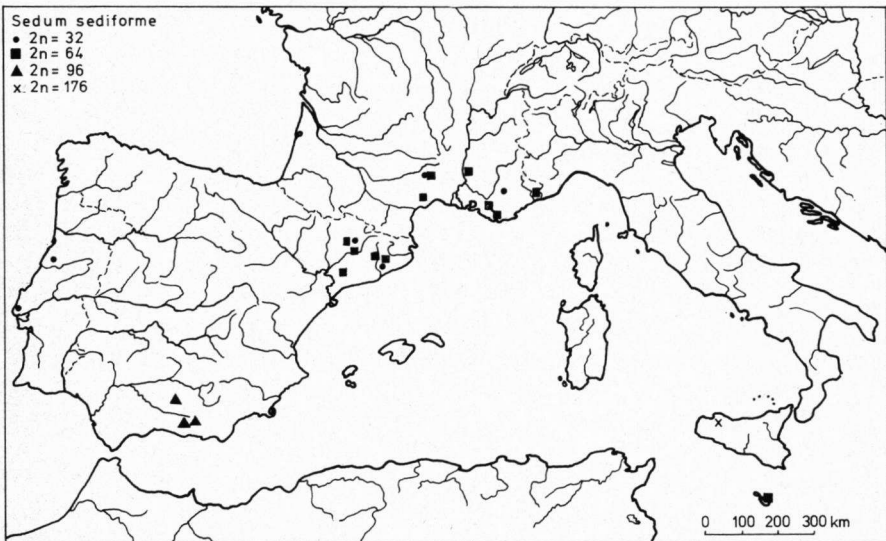 Sedum sediforme
● 2n = 32
■ 2n = 64
▲ 2n = 96
x. 2n = 176
0 100 200 300 km